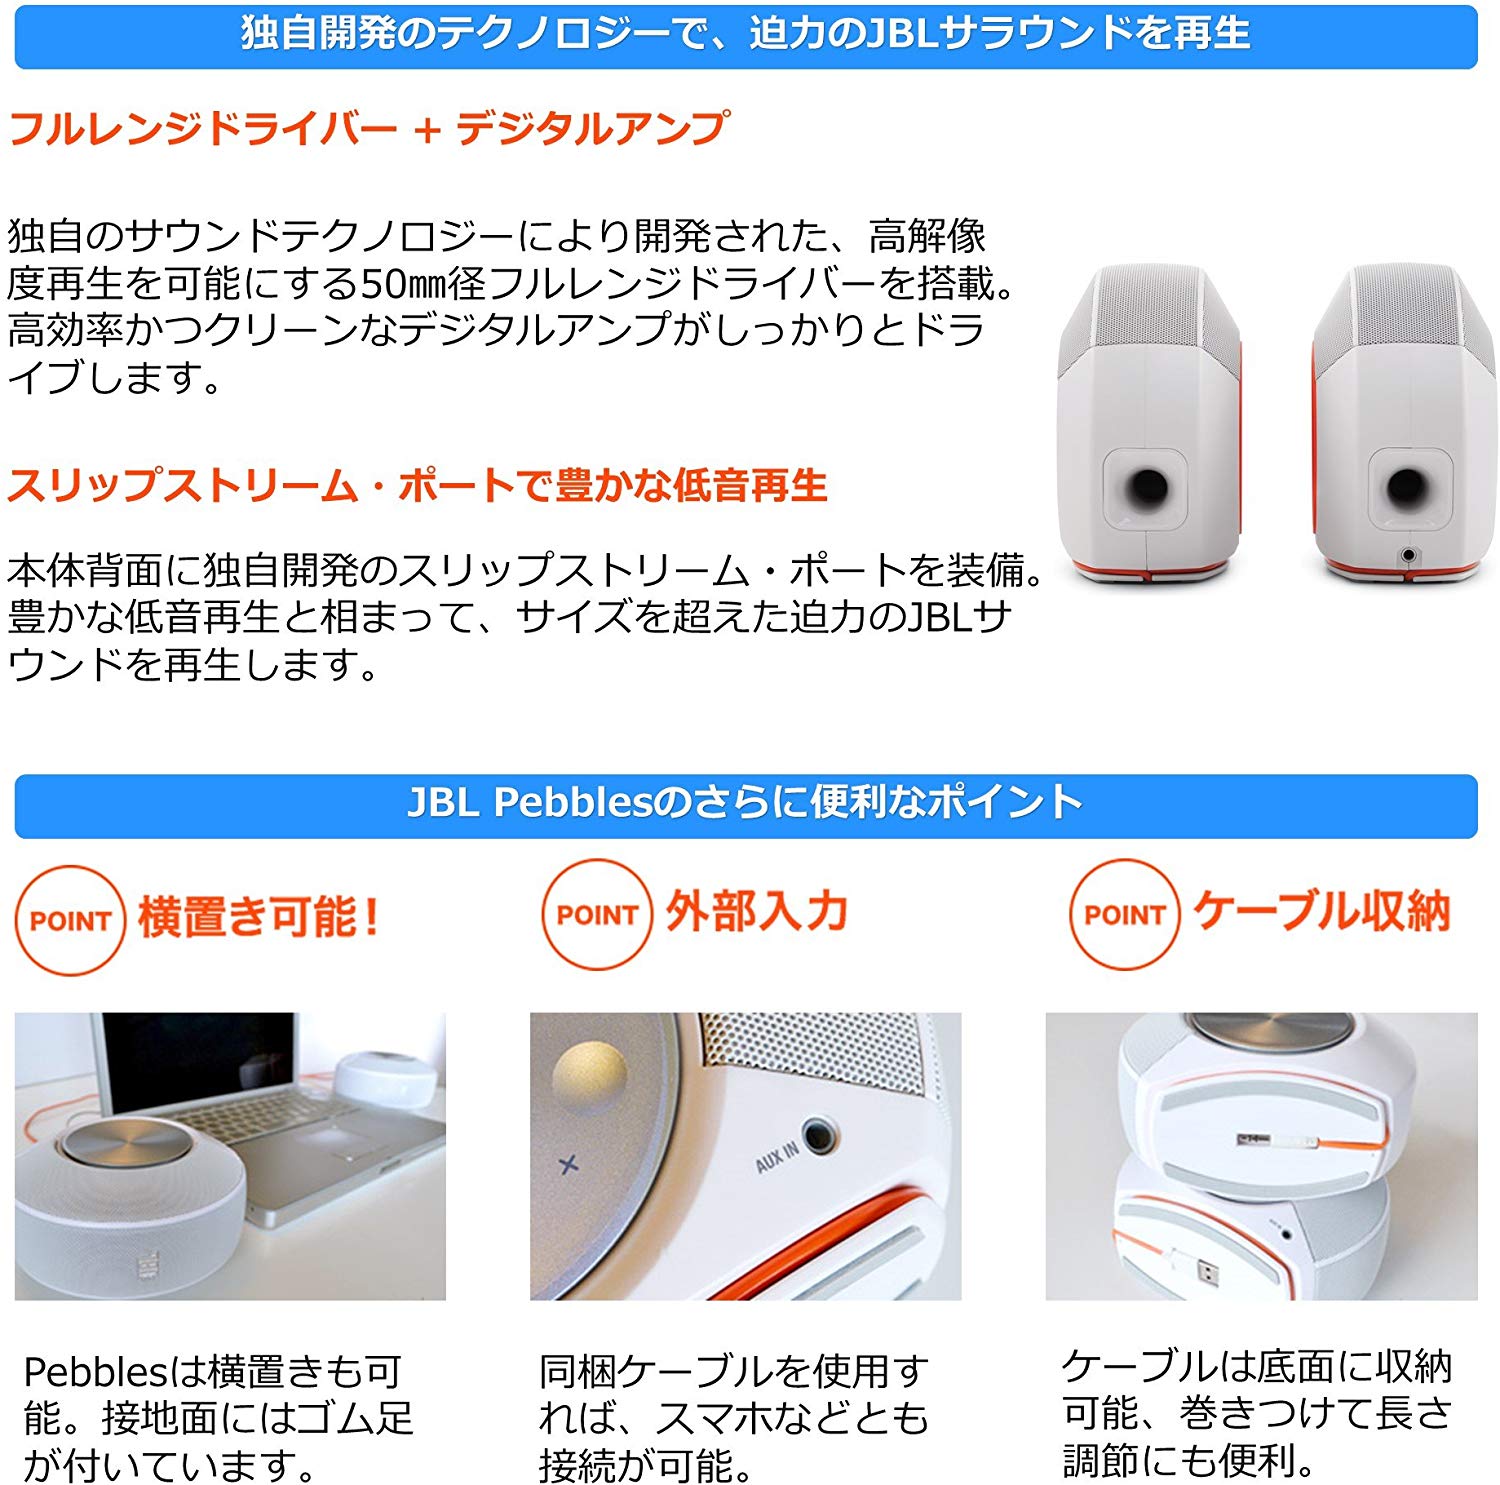 独自開発のテクノロジーで、迫力のJBLサラウンドを再生
フルレンジドライバー + デジタルアンプ
独自のサウンドテクノロジーにより開発された、高解像
度再生を可能にする50㎜径フルレンジドライバーを搭載。
高効率かつクリーンなデジタルアンプがしっかりとドラ
イブします。
スリップストリーム・ポートで豊かな低音再生
本体背面に独自開発のスリップストリーム・ポートを装備。
豊かな低音再生と相まって、サイズを超えた迫力のJBLサ
ウンドを再生します。
JBL Pebblesのさらに便利なポイント
POINT 横置き可能!
POINT 外部入力
POINT ケーブル収納
AUX IN
Pebblesは横置きも可
能。接地面にはゴム足
が付いています。
同梱ケーブルを使用す
れば、スマホなどとも
接続が可能。
ケーブルは底面に収納
可能、巻きつけて長さ
調節にも便利。